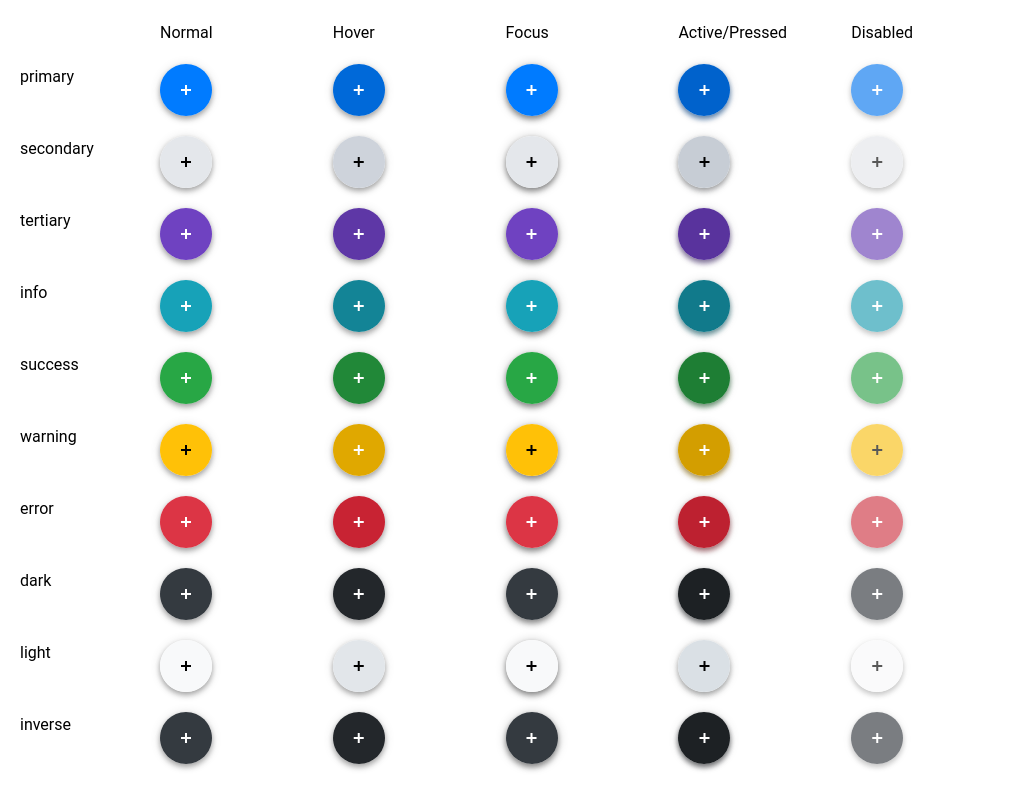 Normal Hover Focus Active/Pressed Disabled
primary + + + + +
secondary + + + + +
tertiary + + + + +
info + + + + +
success + + + + +
warning + + + + +
error + + + + +
dark + + + + +
light + + + + +
inverse + + + + +